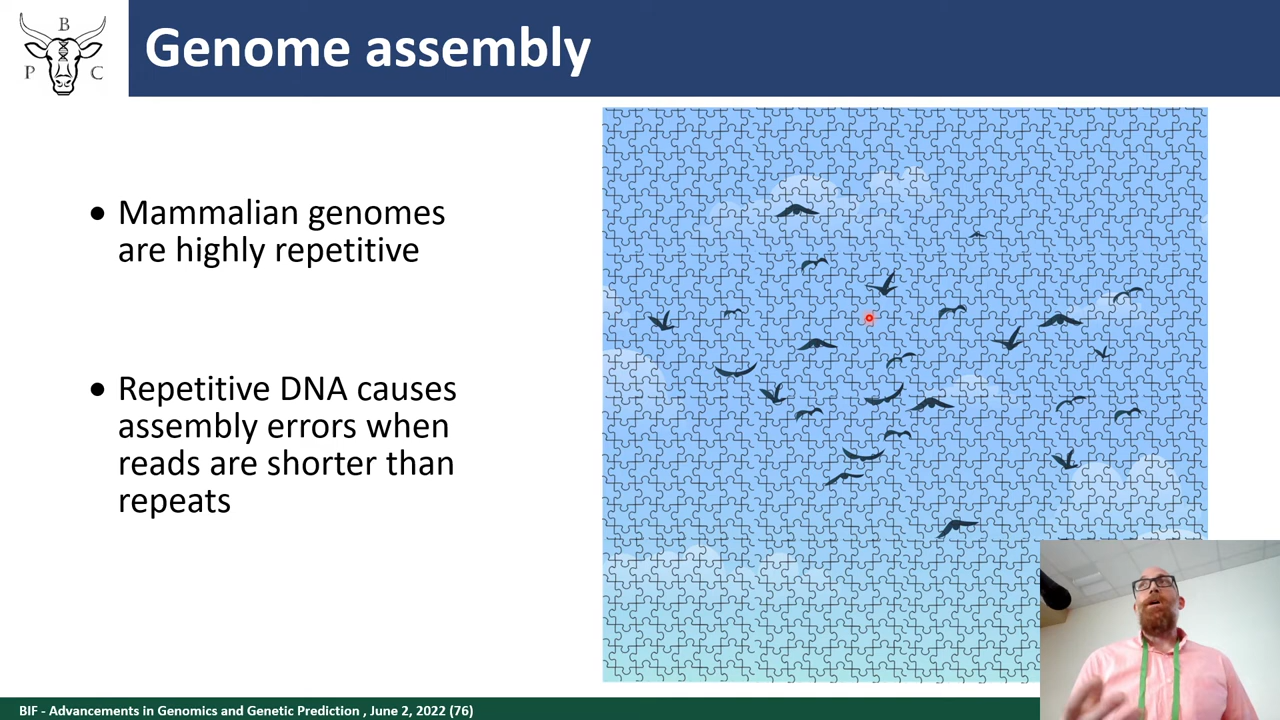 B
P C
Genome assembly
• Mammalian genomes
are highly repetitive
• Repetitive DNA causes
assembly errors when
reads are shorter than
repeats
BIF - Advancements in Genomics and Genetic Prediction , June 2, 2022 (76)